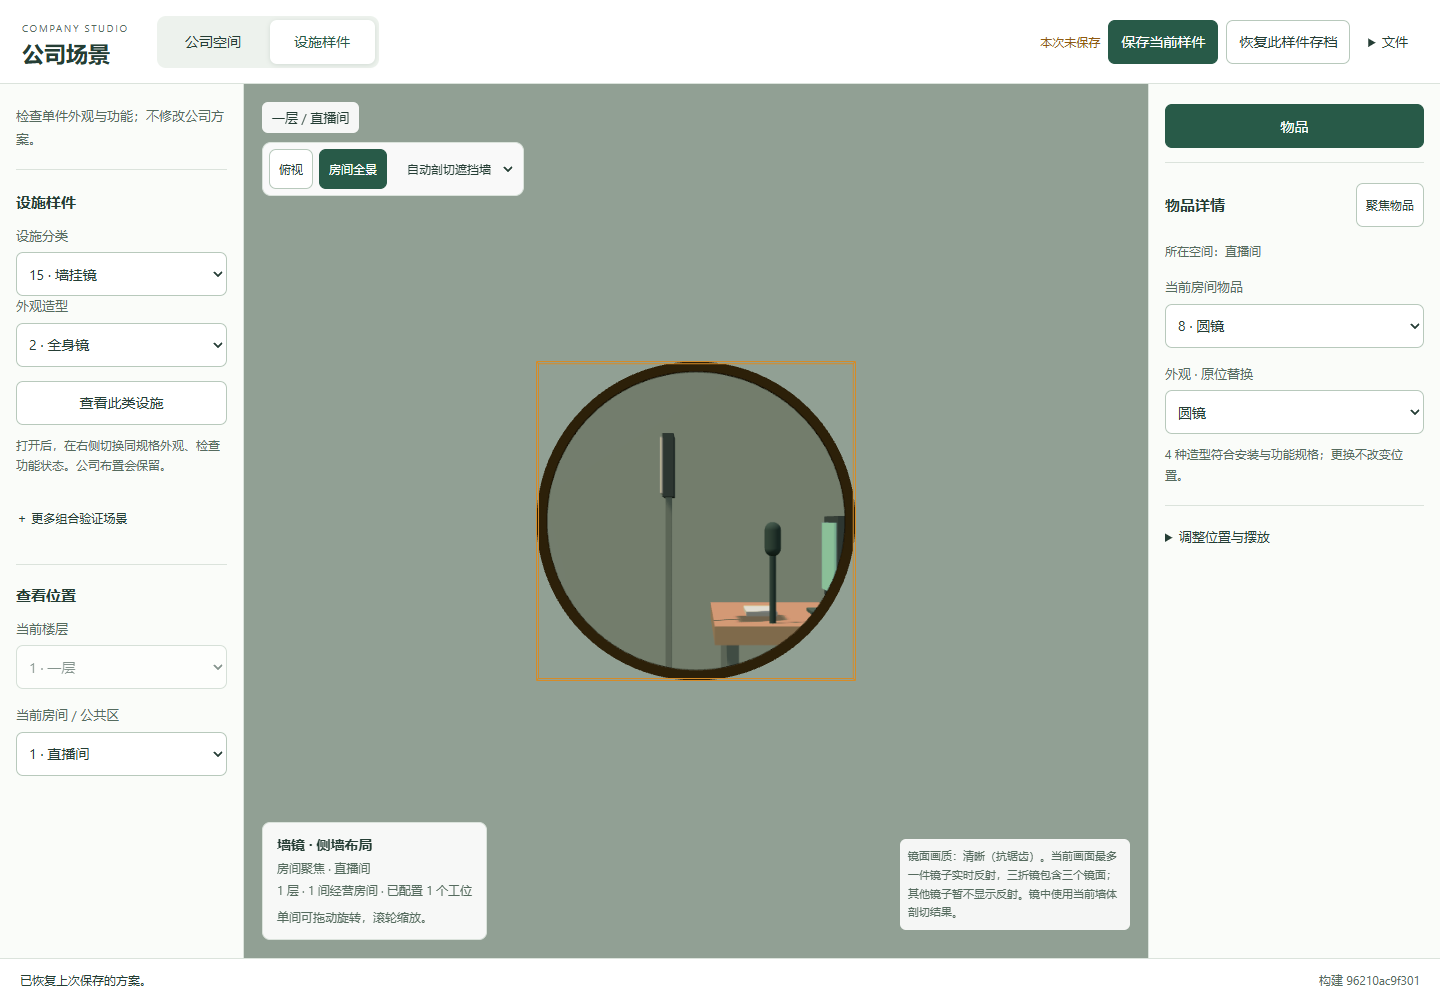 COMPANY STUDIO
公司场景
公司空间
设施样件
本次未保存
保存当前样件
恢复此样件存档
▶ 文件
检查单件外观与功能；不修改公司方
案。
设施样件
设施分类
15 · 墙挂镜
外观造型
2 · 全身镜
查看此类设施
打开后，在右侧切换同规格外观、检查
功能状态。公司布置会保留。
+ 更多组合验证场景
查看位置
当前楼层
1 · 一层
当前房间 / 公共区
1 · 直播间
一层 / 直播间
俯视
房间全景
自动剖切遮挡墙
墙镜 · 侧墙布局
房间聚焦 · 直播间
1 层 · 1 间经营房间 · 已配置 1 个工位
单间可拖动旋转，滚轮缩放。
镜面画质：清晰（抗锯齿）。当前画面最多
一件镜子实时反射，三折镜包含三个镜面；
其他镜子暂不显示反射。镜中使用当前墙体
剖切结果。
物品
物品详情
聚焦物品
所在空间：直播间
当前房间物品
8 · 圆镜
外观 · 原位替换
圆镜
4 种造型符合安装与功能规格；更换不改变位
置。
▶ 调整位置与摆放
已恢复上次保存的方案。
构建 96210ac9f301